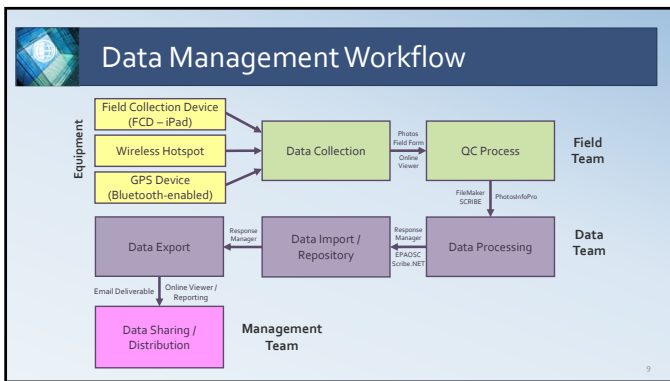 Data Management Workflow
Equipment
Field Collection Device
(FCD – iPad)
Wireless Hotspot
GPS Device
(Bluetooth-enabled)
Data Collection
Photos
Field Form
Online
Viewer
QC Process
Field
Team
FileMaker
SCRIBE
PhotosInfoPro
Data Export
Response
Manager
Data Import /
Repository
Response
Manager
EPAOSC
Scribe.NET
Data Processing
Data
Team
Email Deliverable
Online Viewer /
Reporting
Data Sharing /
Distribution
Management
Team
9